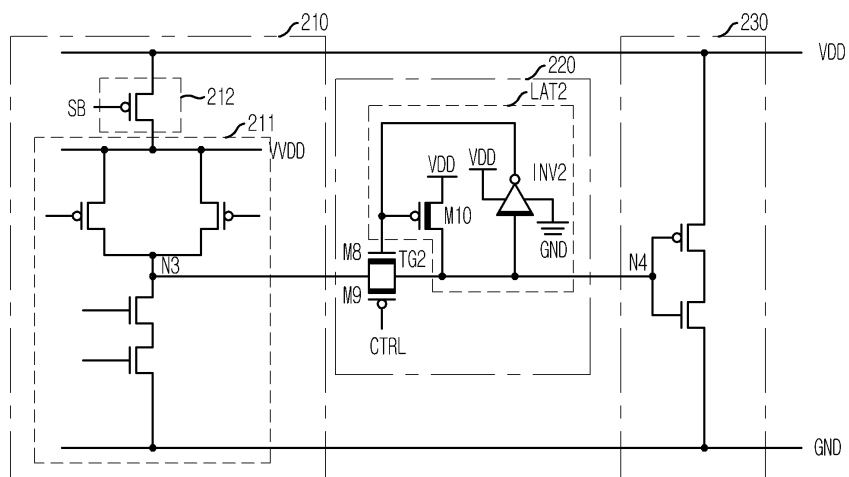 210
230
VDD
220
LAT2
SB
212
211
VVDD
VDD
VDD
INV2
M10
GND
M8
TG2
N3
N4
M9
CTRL
GND